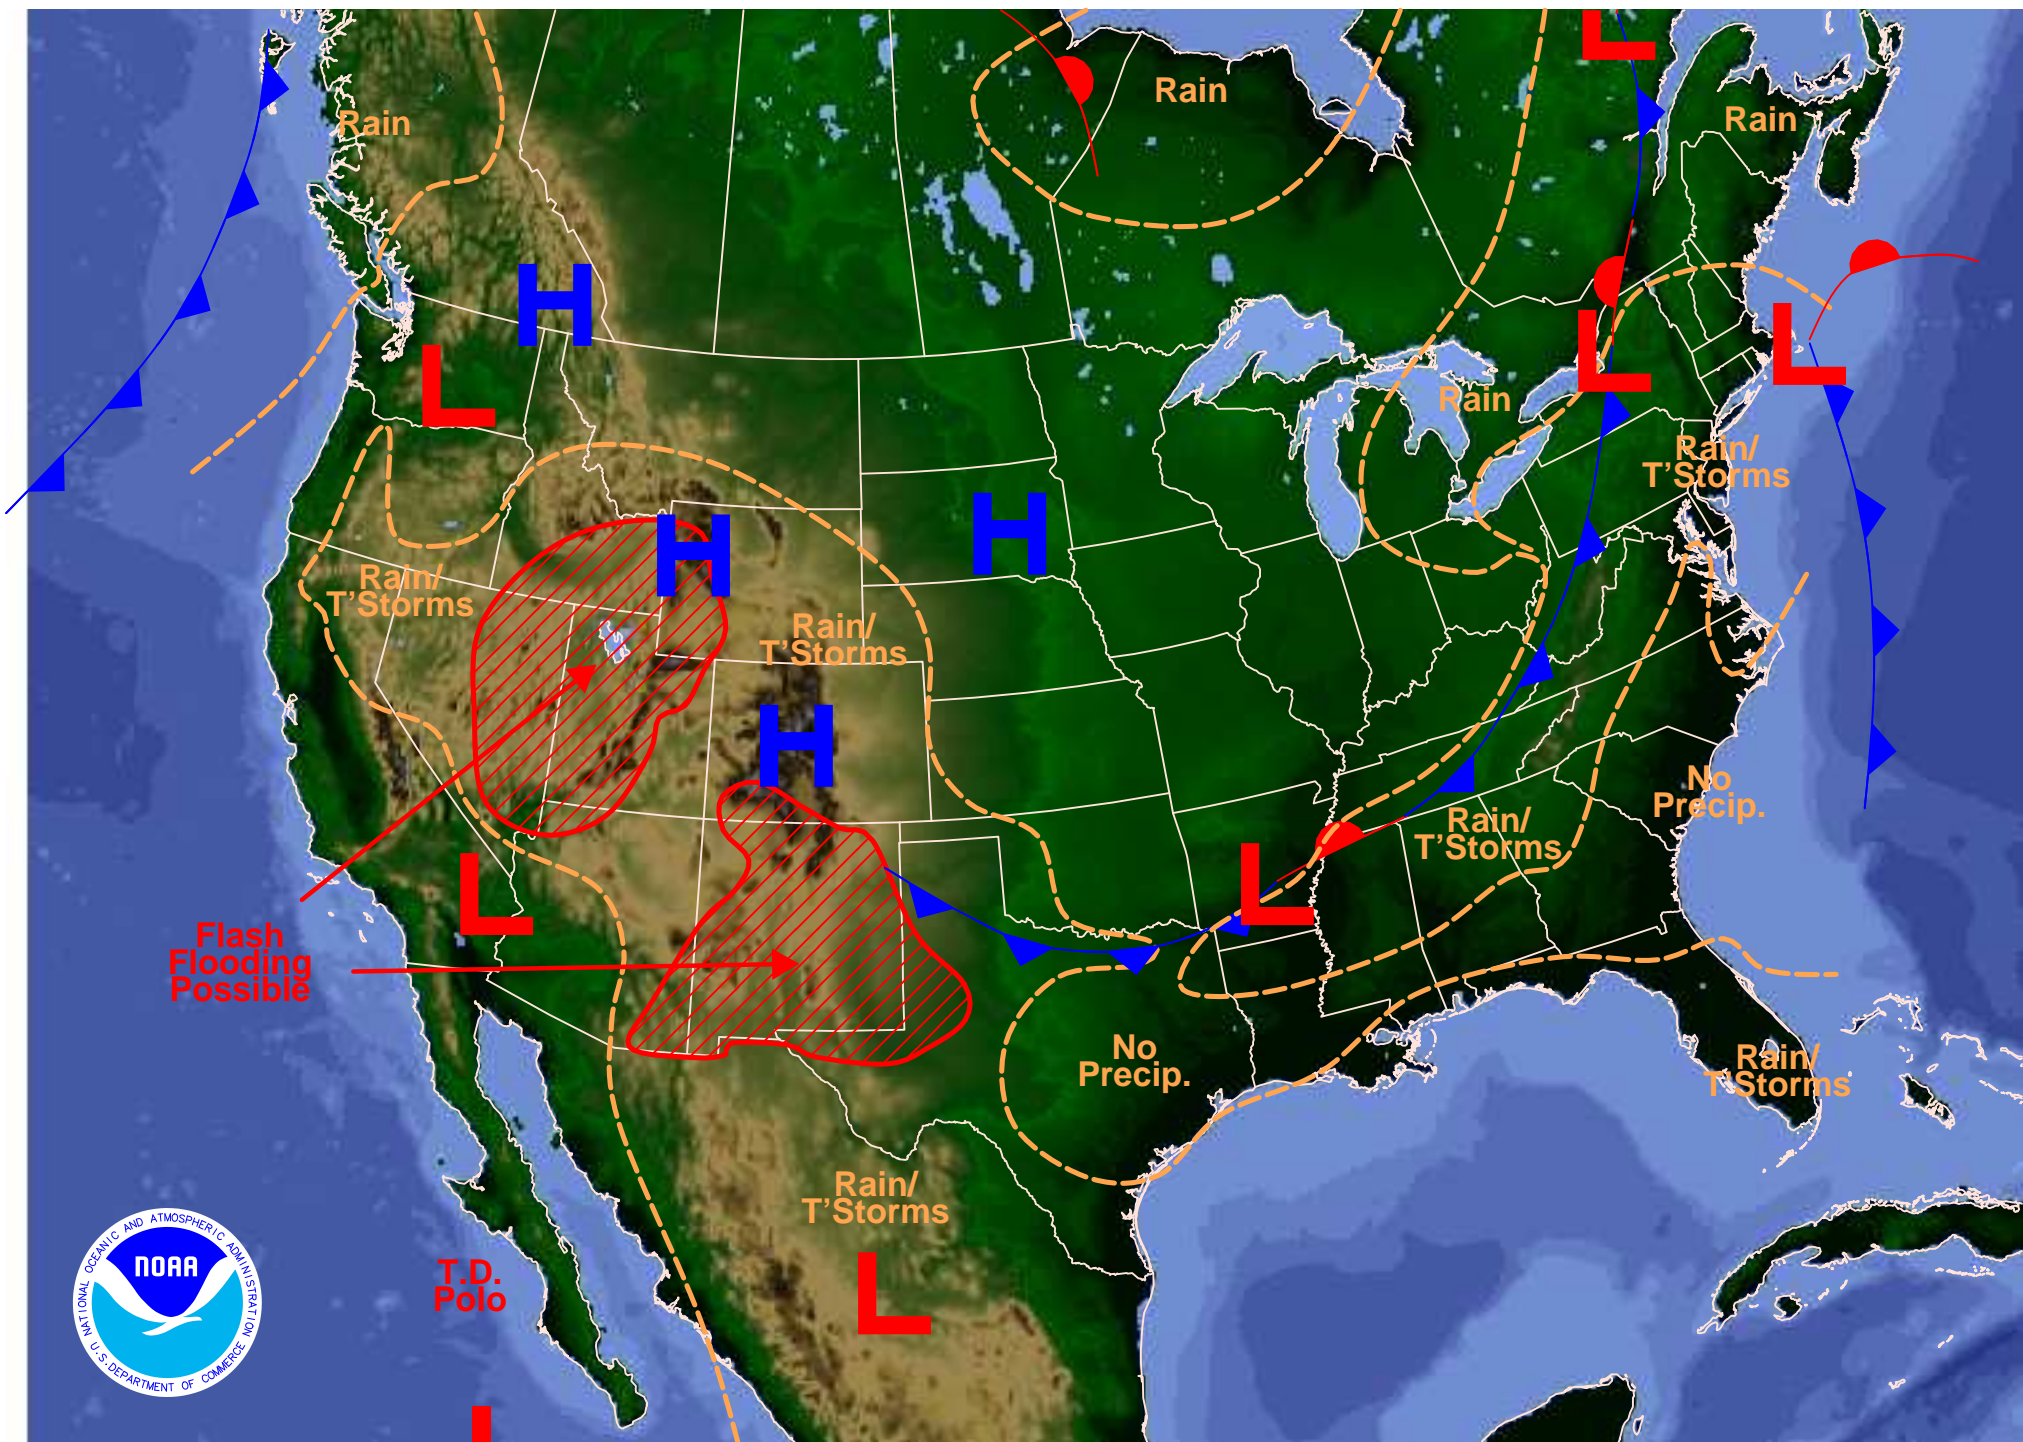 L
Rain
Rain
Rain
H
L
L
L
Rain
Rain/
T'Storms
H
H
Rain/
T'Storms
Rain/
T'Storms
H
No
Precip.
Rain/
T'Storms
L
L
Flash
Flooding
Possible
No
Precip.
Rain/
T'Storms
Rain/
T'Storms
L
T.D.
Polo
NATIONAL OCEANIC AND ATMOSPHERIC ADMINISTRATION
NOAA
U.S. DEPARTMENT OF COMMERCE